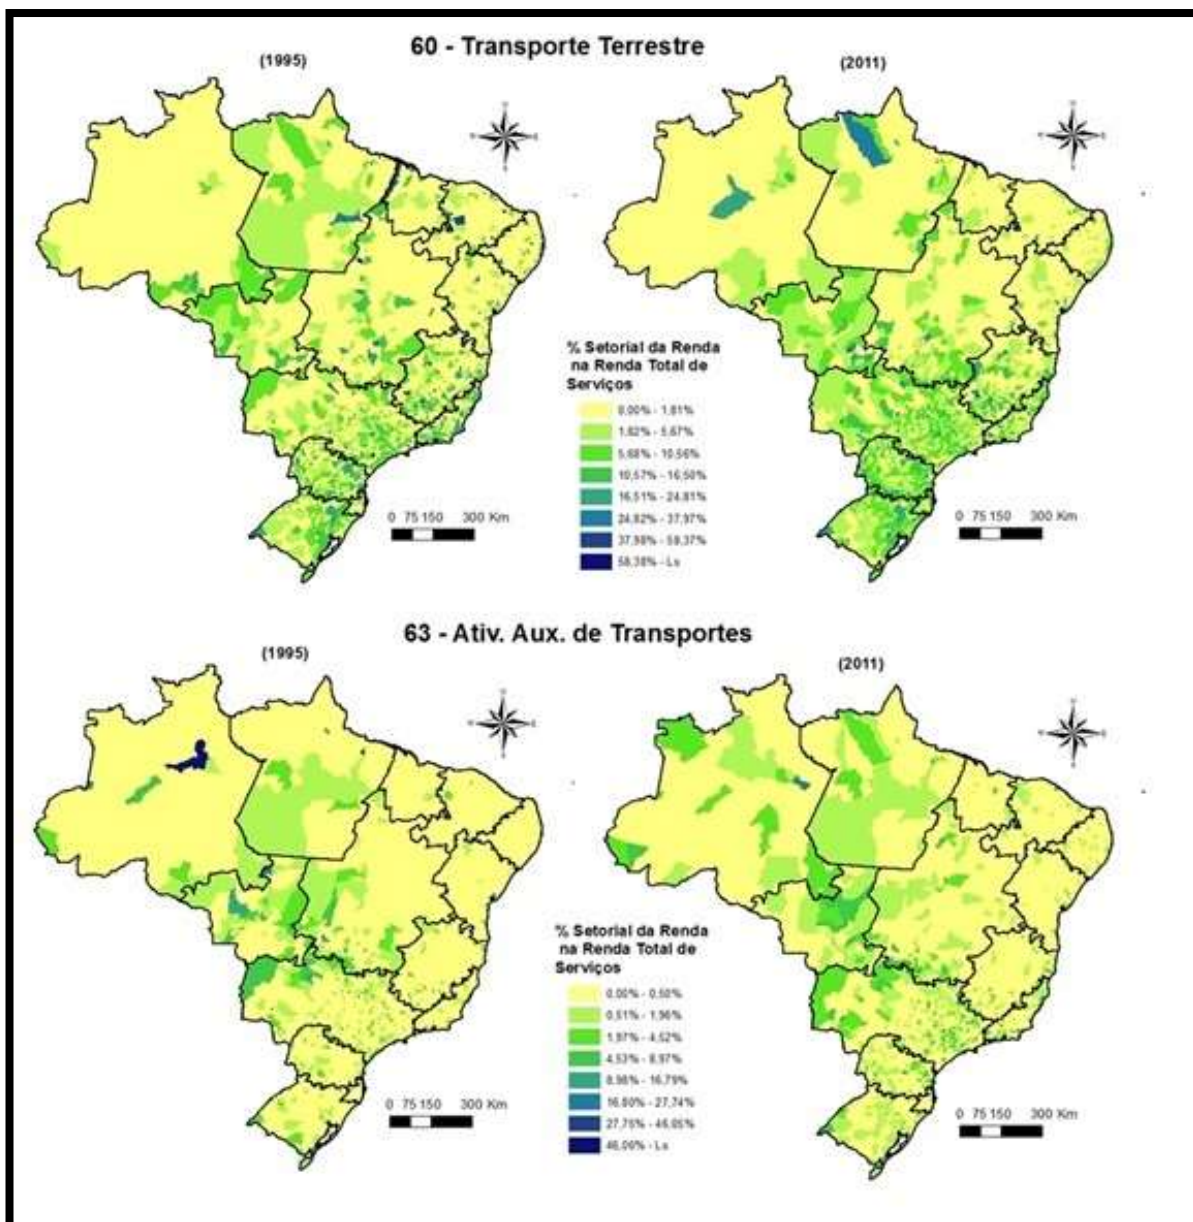 60 - Transporte Terrestre
(1995)
(2011)
% Setorial da Renda
na Renda Total de
Serviços
0,00% - 1,81%
1,82% - 5,67%
5,68% - 10,56%
10,57% - 16,50%
16,51% - 24,81%
24,82% - 37,97%
37,98% - 58,37%
58,38% - Ls
0 75 150 300 Km
0 75 150 300 Km
63 - Ativ. Aux. de Transportes
(1995)
(2011)
% Setorial da Renda
na Renda Total de
Serviços
0,00% - 0,50%
0,51% - 1,96%
1,97% - 4,52%
4,53% - 8,97%
8,98% - 16,79%
16,80% - 27,74%
27,75% - 46,05%
46,06% - Ls
0 75 150 300 Km
0 75 150 300 Km